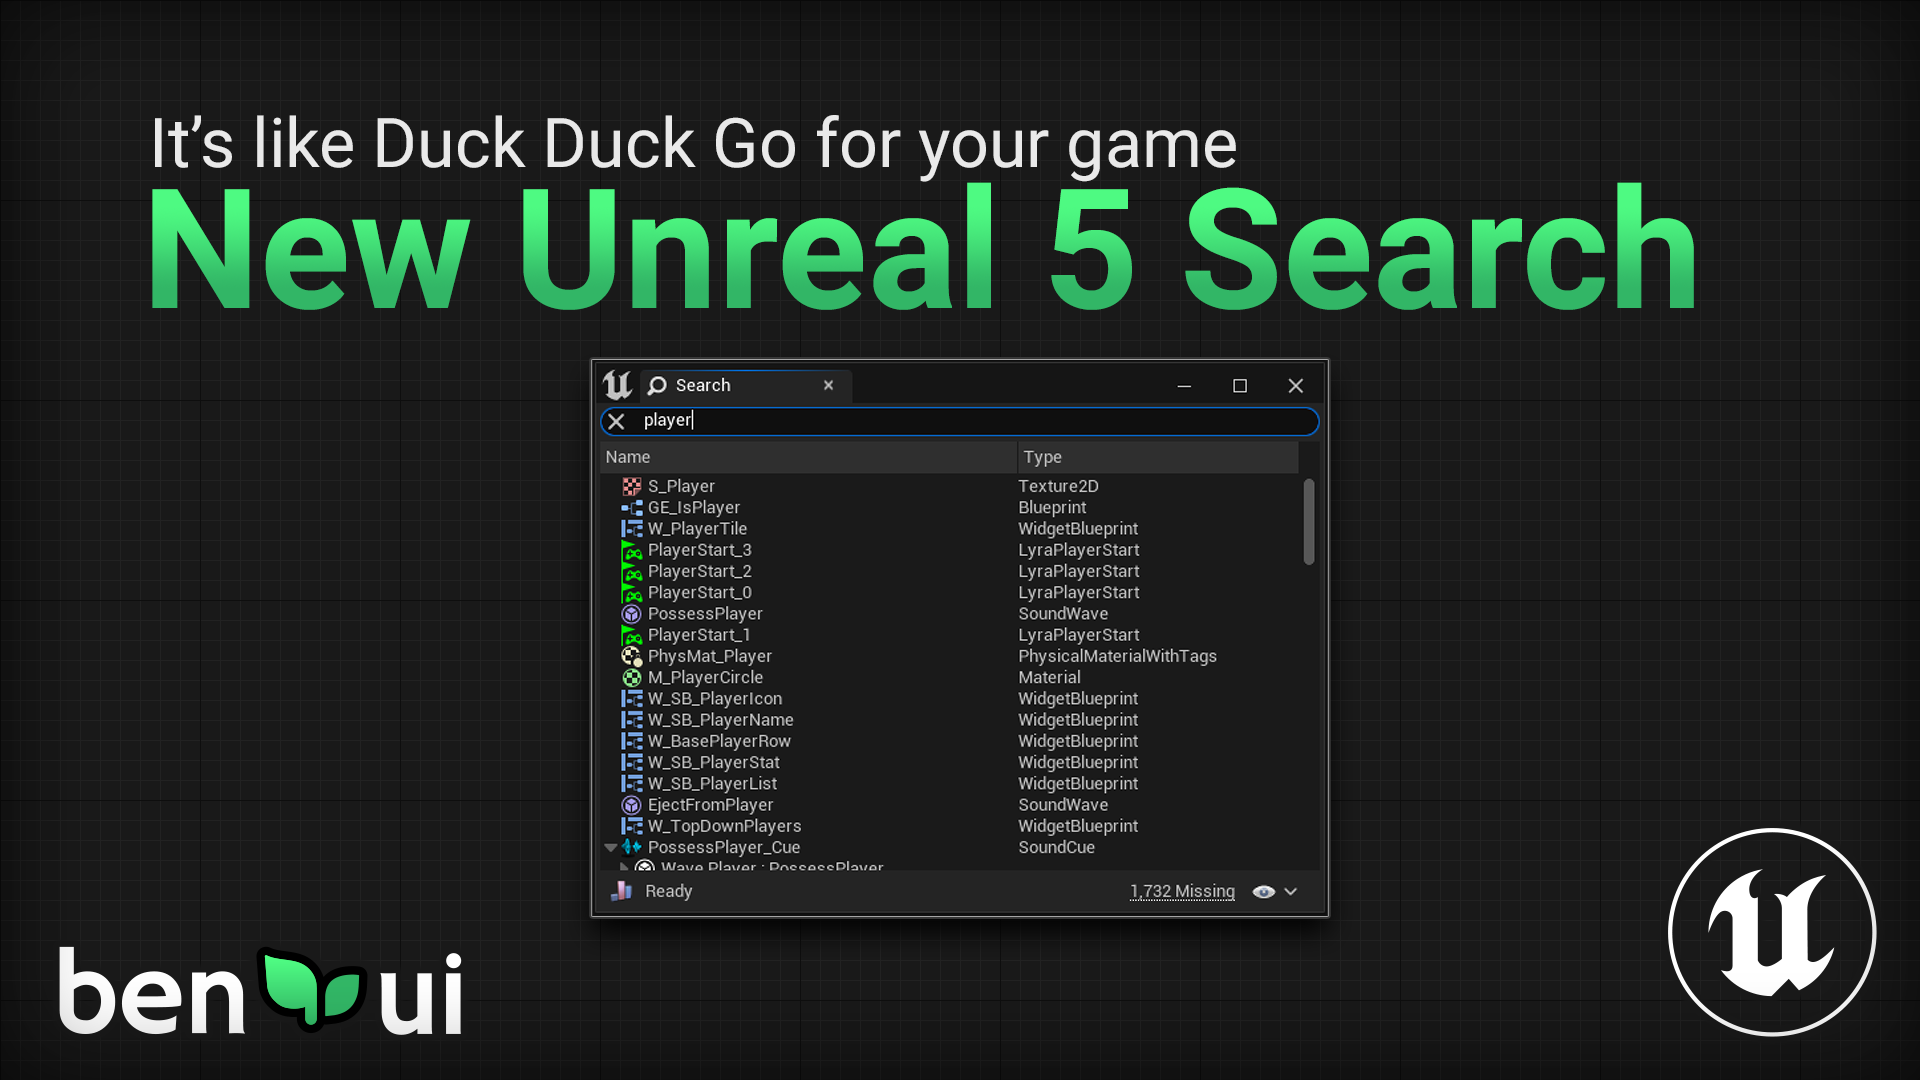 It's like Duck Duck Go for your game
New Unreal 5 Search
Search
player
Name Type
S_Player Texture2D
GE_IsPlayer Blueprint
W_PlayerTile WidgetBlueprint
PlayerStart_3 LyraPlayerStart
PlayerStart_2 LyraPlayerStart
PlayerStart_0 LyraPlayerStart
PossessPlayer SoundWave
PlayerStart_1 LyraPlayerStart
PhysMat_Player PhysicalMaterialWithTags
M_PlayerCircle Material
W_SB_PlayerIcon WidgetBlueprint
W_SB_PlayerName WidgetBlueprint
W_BasePlayerRow WidgetBlueprint
W_SB_PlayerStat WidgetBlueprint
W_SB_PlayerList WidgetBlueprint
EjectFromPlayer SoundWave
W_TopDownPlayers WidgetBlueprint
PossessPlayer_Cue SoundCue
Wave Player : PossessPlayer
Ready 1,732 Missing
ben ui